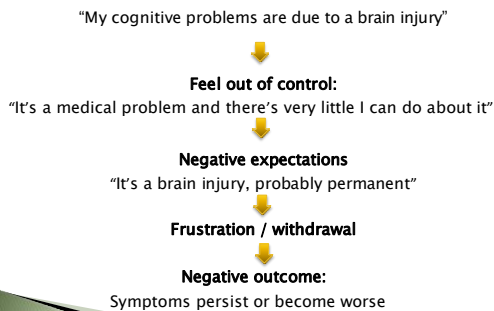 “My cognitive problems are due to a brain injury”
Feel out of control:
“It’s a medical problem and there’s very little I can do about it”
Negative expectations
“It’s a brain injury, probably permanent”
Frustration / withdrawal
Negative outcome:
Symptoms persist or become worse